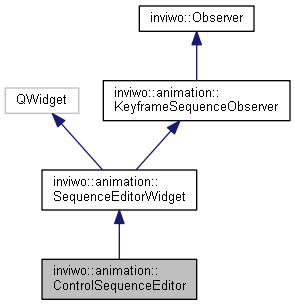 inviwo::Observer
QWidget
inviwo::animation::
KeyframeSequenceObserver
inviwo::animation::
SequenceEditorWidget
inviwo::animation::
ControlSequenceEditor